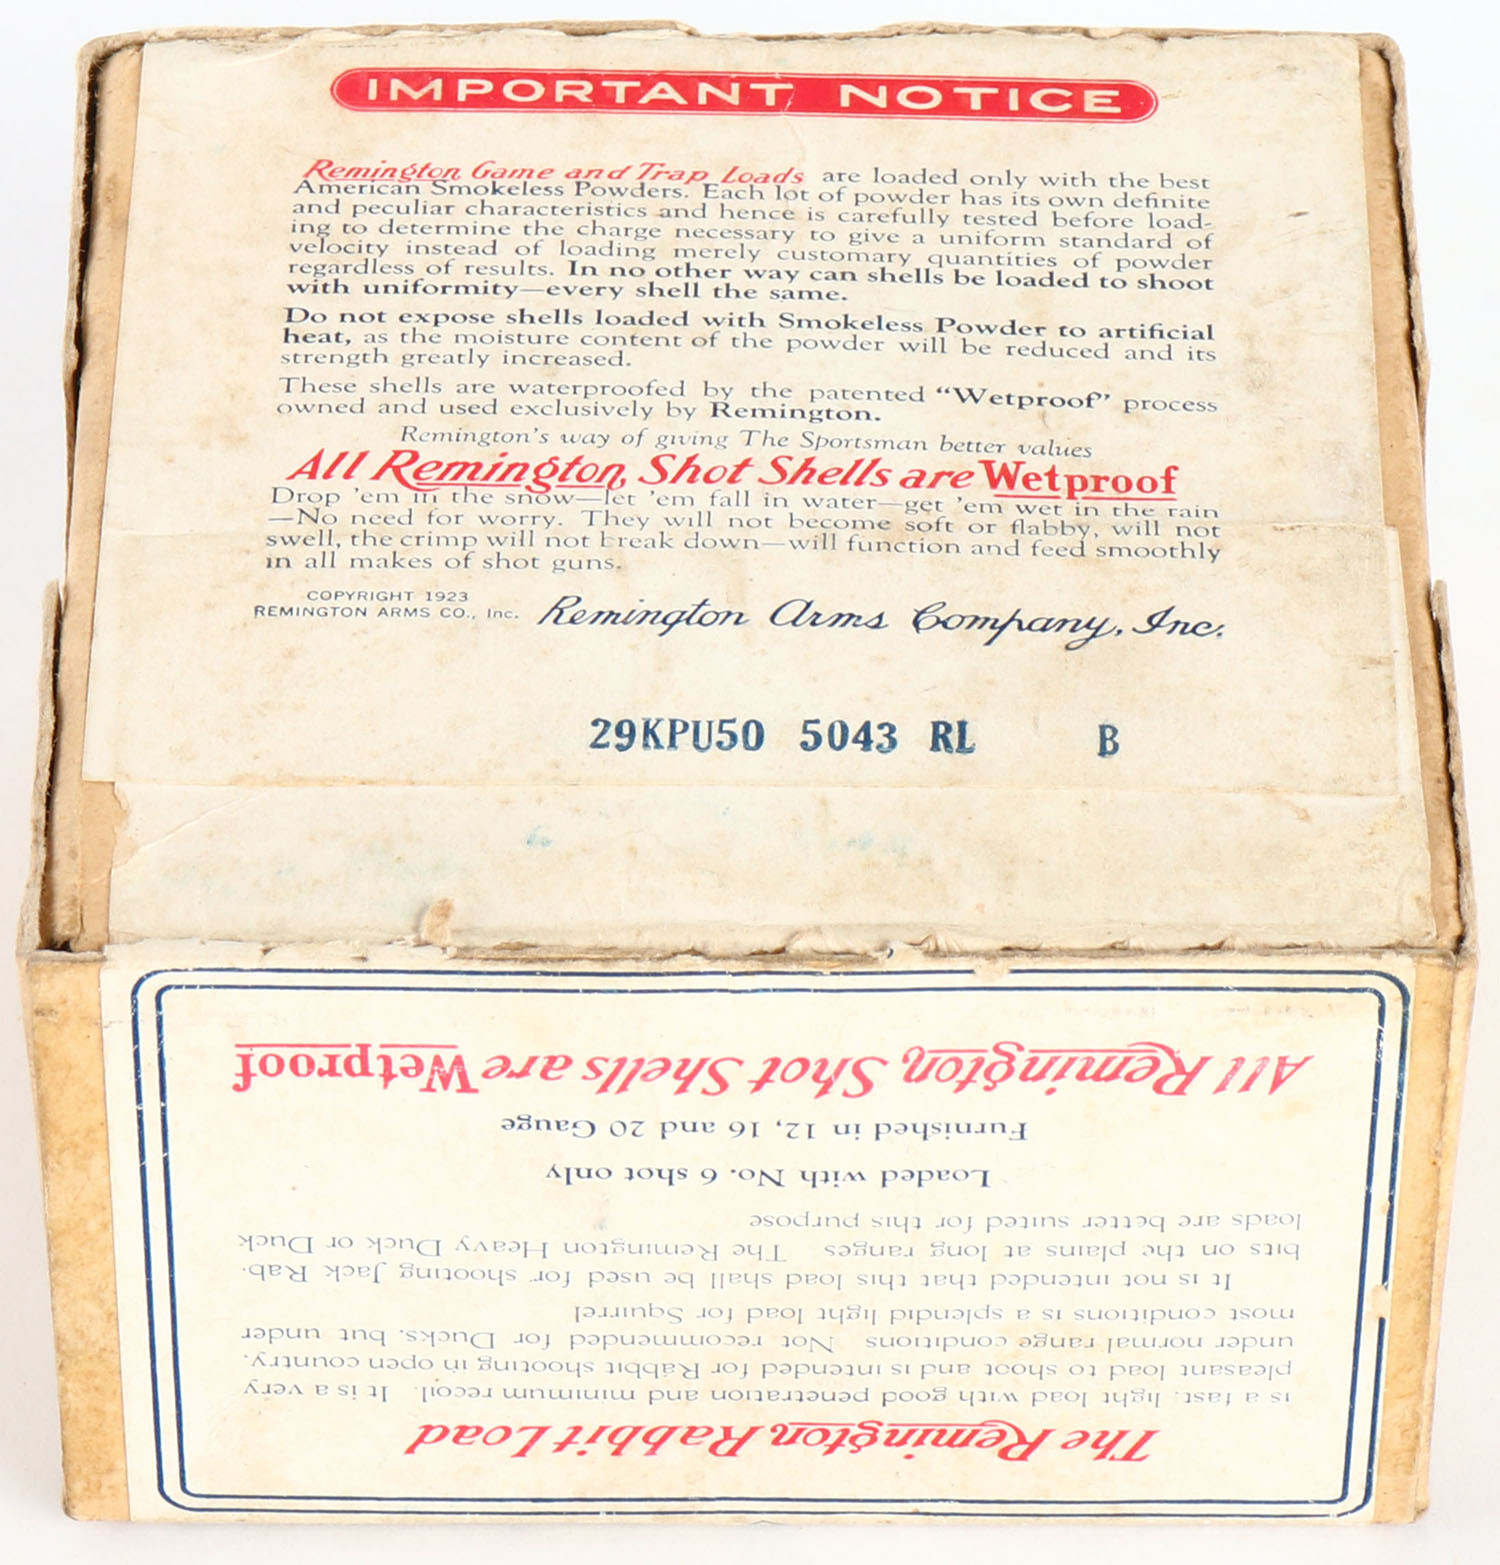 IMPORTANT NOTICE
Remington Game and Trap Loads are loaded only with the best
American Smokeless Powders. Each lot of powder has its own definite
and peculiar characteristics and hence is carefully tested before load-
ing to determine the charge necessary to give a uniform standard of
velocity instead of loading merely customary quantities of powder
regardless of results. In no other way can shells be loaded to shoot
with uniformity—every shell the same.
Do not expose shells loaded with Smokeless Powder to artificial
heat, as the moisture content of the powder will be reduced and its
strength greatly increased.
These shells are waterproofed by the patented “Wetproof” process
owned and used exclusively by Remington.
Remington's way of giving The Sportsman better values
All Remington, Shot Shells are Wetproof
Drop 'em in the snow—let 'em fall in water—get 'em wet in the rain
—No need for worry. They will not become soft or flabby, will not
swell, the crimp will not break down—will function and feed smoothly
in all makes of shot guns.
COPYRIGHT 1923
REMINGTON ARMS CO., Inc.
Remington Arms Company, Inc.
29KPU50 5043 RL B
The Remington Rabbit Load
is a fast, light load with good penetration and minimum recoil. It is a very
pleasant load to shoot and is intended for Rabbit shooting in open country,
under normal range conditions Not recommended for Ducks, but under
most conditions is a splendid light load for Squirrel
It is not intended that this load shall be used for shooting Jack Rab-
bits on the plains at long ranges The Remington Heavy Duck or Duck
loads are better suited for this purpose
Loaded with No. 6 shot only
Furnished in 12, 16 and 20 Gauge
All Remington, Shot Shells are Wetproof